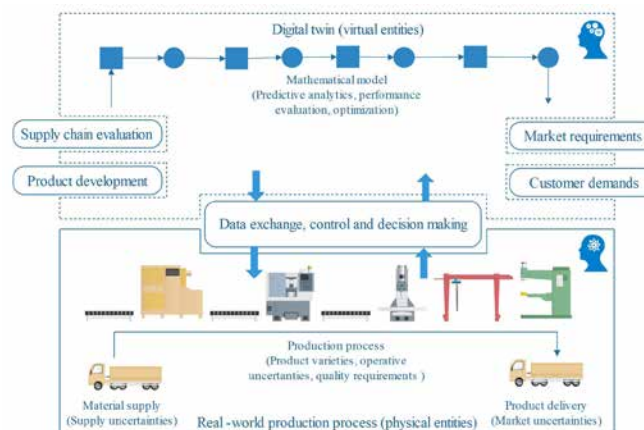 Digital twin (virtual entities)
Mathematical model
(Predictive analytics, performance
evaluation, optimization)
Supply chain evaluation
Market requirements
Product development
Customer demands
Data exchange, control and decision making
Production process
(Product varieties, operative
uncertanties, quality requirements )
Material supply
(Supply uncertainties)
Product delivery
(Market uncertainties)
Real -world production process (physical entities)